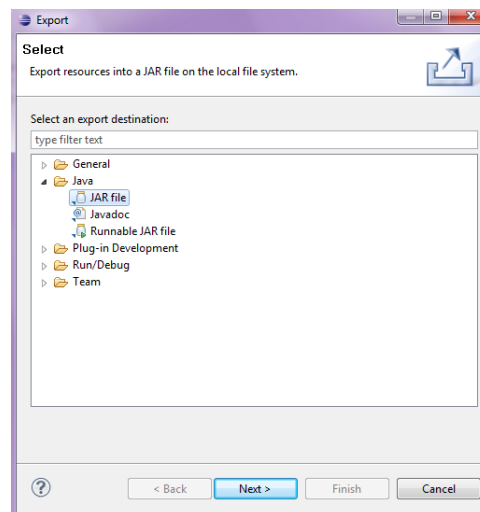 Export
Select
Export resources into a JAR file on the local file system.
Select an export destination:
type filter text
General
Java
JAR file
Javadoc
Runnable JAR file
Plug-in Development
Run/Debug
Team
< Back Next > Finish Cancel